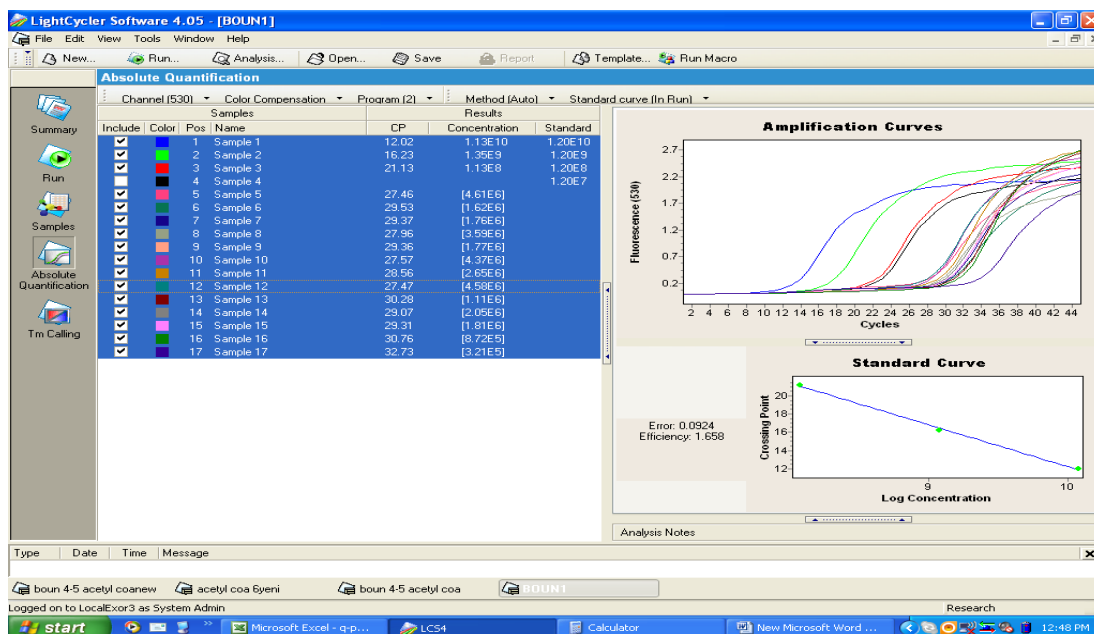 LightCycler Software 4.05 - [BOUN1]
File Edit View Tools Window Help
New... Run... Analysis... Open... Save Report Template... Run Macro
Absolute Quantification
Channel (530) Color Compensation Program (2) Method (Auto) Standard curve (In Run)
Samples Results
Include Color Pos Name CP Concentration Standard
1 Sample 1 12.02 1.13E10 1.20E10
2 Sample 2 16.23 1.35E9 1.20E9
3 Sample 3 21.13 1.13E8 1.20E8
4 Sample 4 1.20E7
5 Sample 5 27.46 [4.61E6]
6 Sample 6 29.53 [1.62E6]
7 Sample 7 29.37 [1.76E6]
8 Sample 8 27.96 [3.59E6]
9 Sample 9 29.36 [1.77E6]
10 Sample 10 27.57 [4.37E6]
11 Sample 11 28.56 [2.65E6]
12 Sample 12 27.47 [4.58E6]
13 Sample 13 30.28 [1.11E6]
14 Sample 14 29.07 [2.05E6]
15 Sample 15 29.31 [1.81E6]
16 Sample 16 30.76 [8.72E5]
17 Sample 17 32.73 [3.21E5]
Summary
Run
Samples
Absolute
Quantification
Tm Calling
Amplification Curves
Fluorescence (530)
2.7
2.2
1.7
1.2
0.7
0.2
2 4 6 8 10 12 14 16 18 20 22 24 26 28 30 32 34 36 38 40 42 44
Cycles
Standard Curve
Error: 0.0924
Efficiency: 1.658
Crossing Point
20
18
16
14
12
9 10
Log Concentration
Analysis Notes
Type Date Time Message
boun 4-5 acetyl coanew acetyl coa 6yeni boun 4-5 acetyl coa BOUN1
Logged on to LocalExor3 as System Admin Research
start Microsoft Excel - q-p... LCS4 Calculator New Microsoft Word ... 12:48 PM